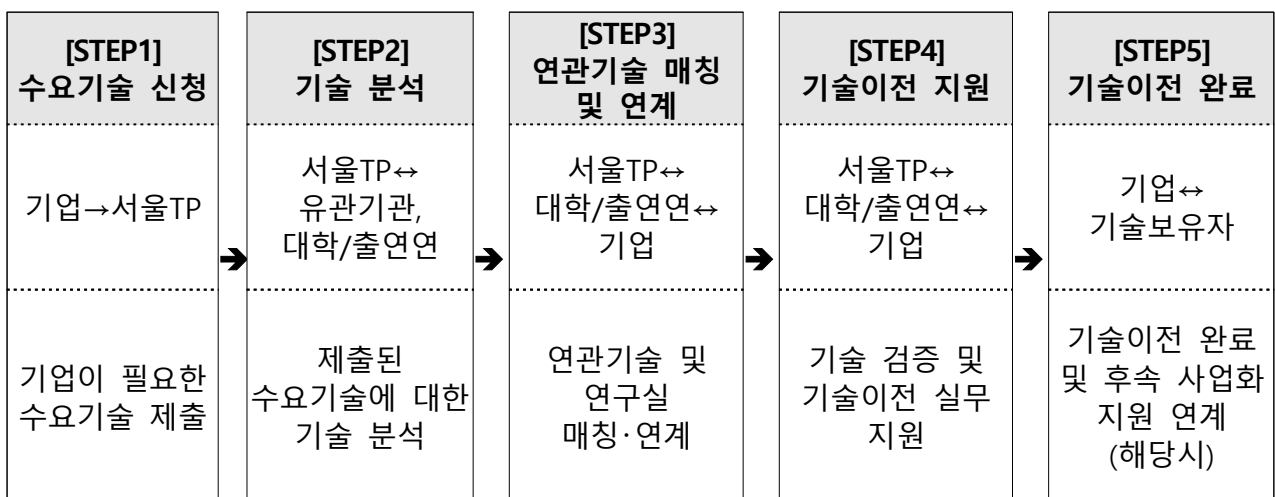 [STEP1]
수요기술 신청
기업→서울TP
기업이 필요한
수요기술 제출
➔
[STEP2]
기술 분석
서울TP↔
유관기관,
대학/출연연
제출된
수요기술에 대한
기술 분석
➔
[STEP3]
연관기술 매칭
및 연계
서울TP↔
대학/출연연↔
기업
연관기술 및
연구실
매칭·연계
➔
[STEP4]
기술이전 지원
서울TP↔
대학/출연연↔
기업
기술 검증 및
기술이전 실무
지원
➔
[STEP5]
기술이전 완료
기업↔
기술보유자
기술이전 완료
및 후속 사업화
지원 연계
(해당시)